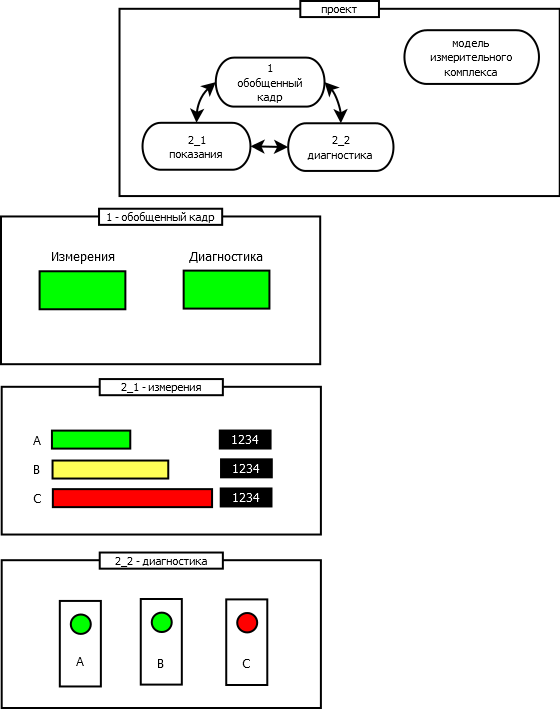 проект
модель
измерительного
комплекса
1
обобщенный
кадр
2_1
показания
2_2
диагностика
1 - обобщенный кадр
Измерения
Диагностика
2_1 - измерения
A
1234
B
1234
C
1234
2_2 - диагностика
A
B
C